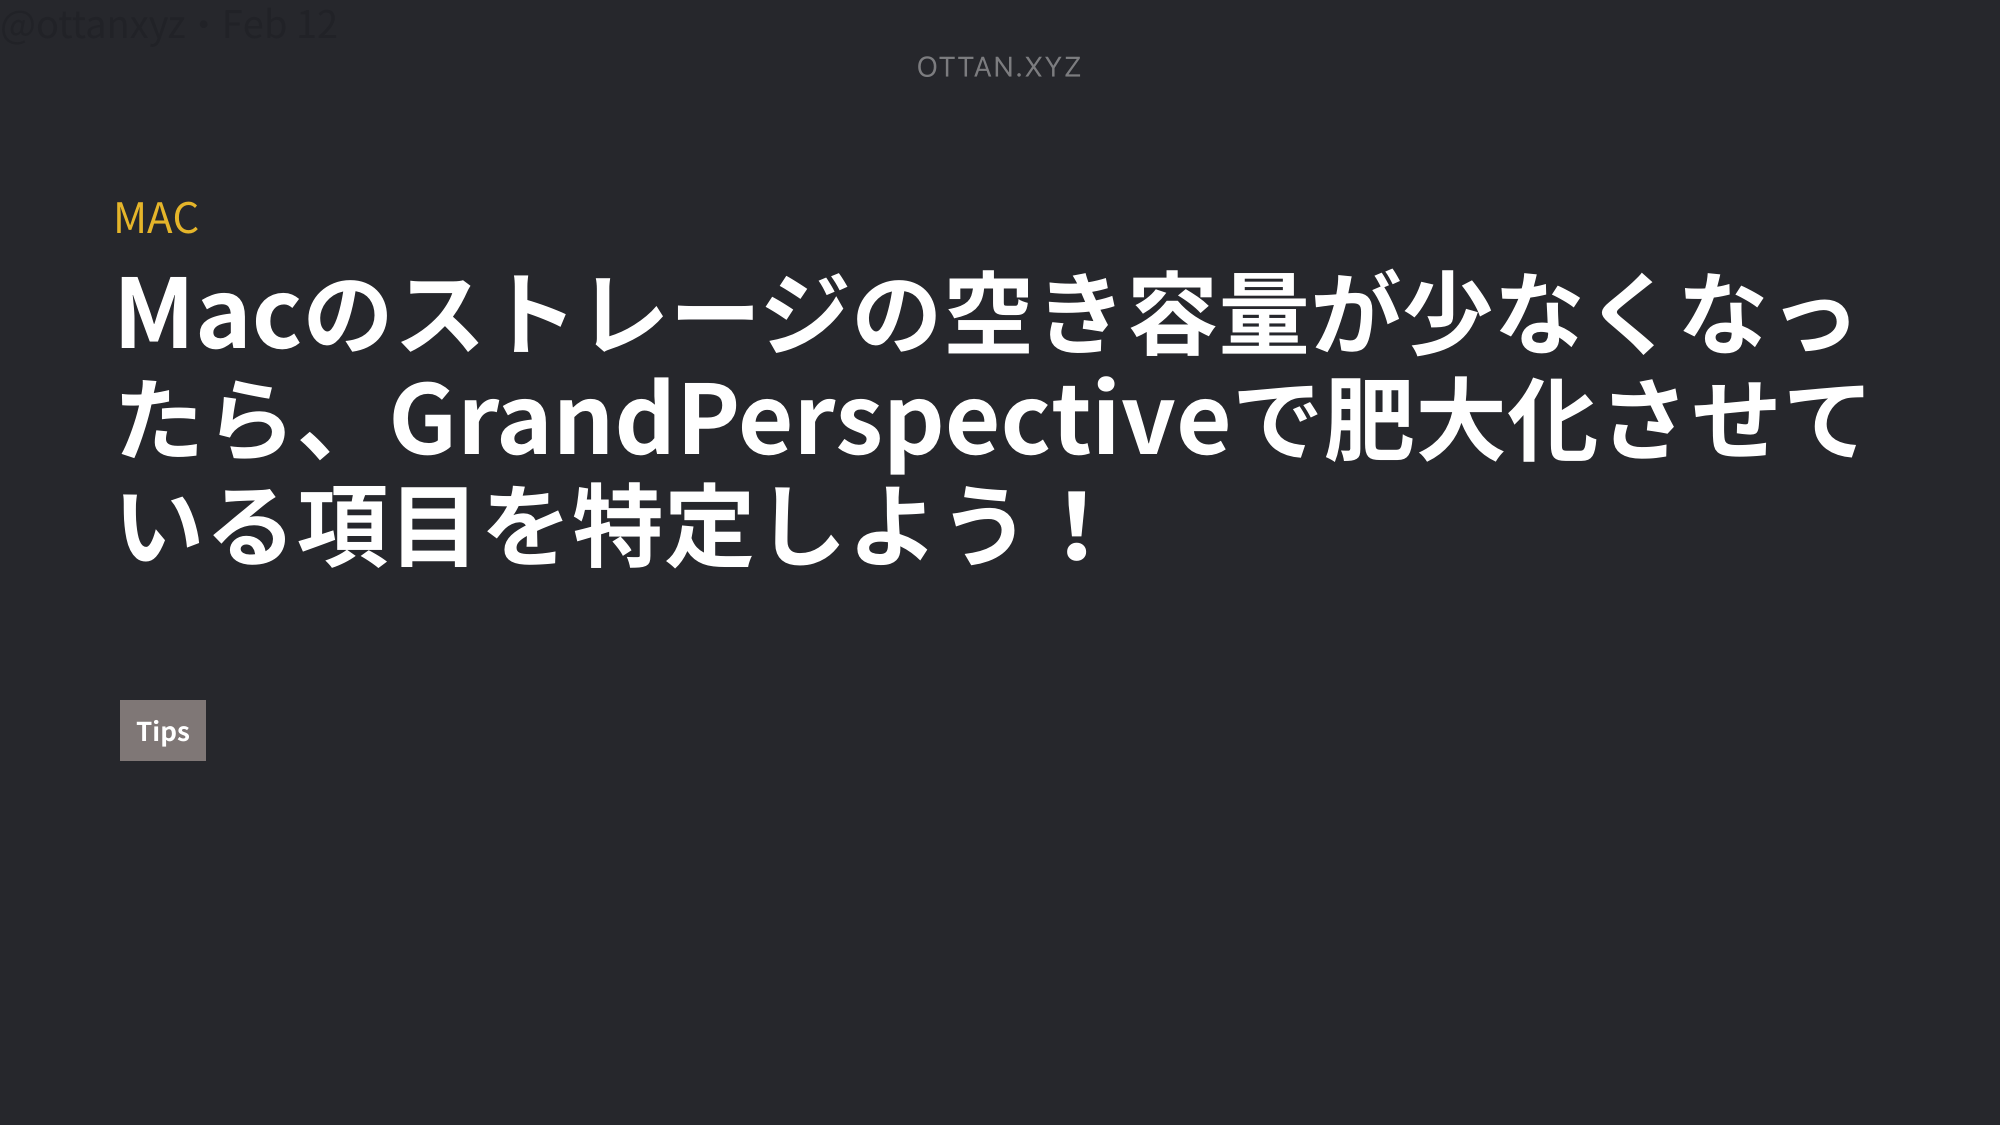 @ottanxyz・Feb 12
OTTAN.XYZ
MAC
Macのストレージの空き容量が少なくなっ
たら、GrandPerspectiveで肥大化させて
いる項目を特定しよう！
Tips